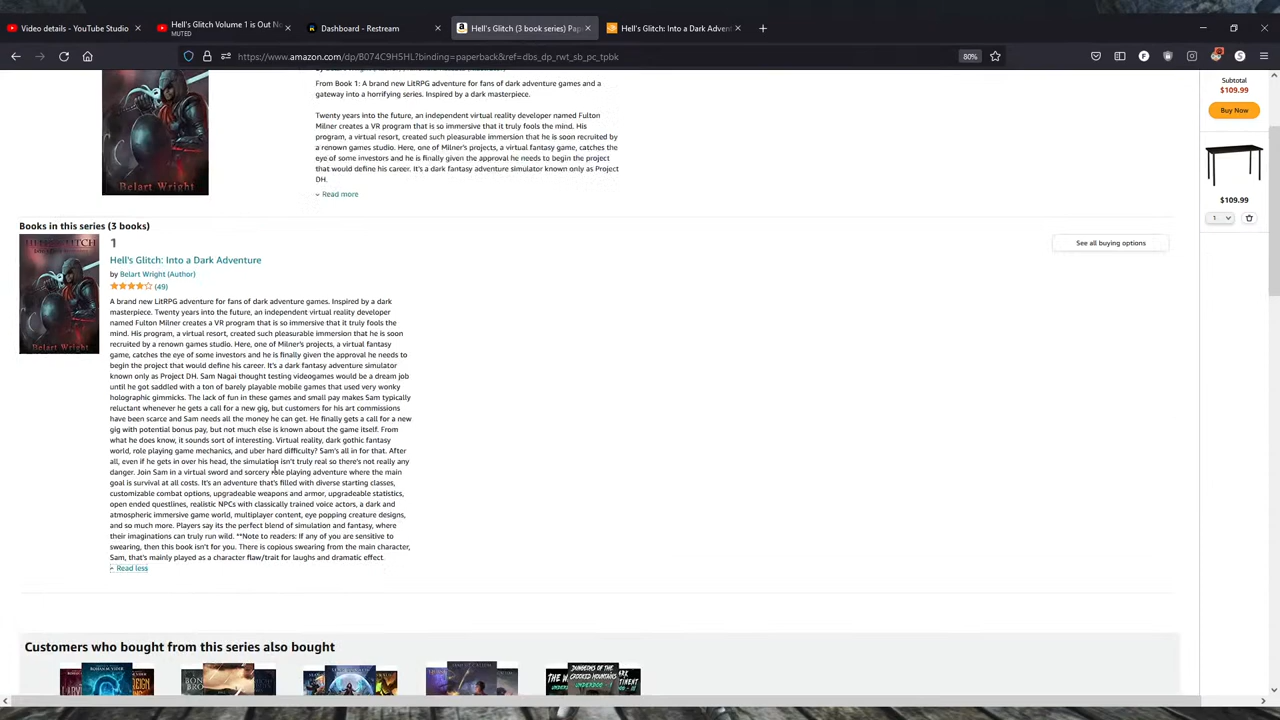 Video details - YouTube Studio
Hell's Glitch Volume 1 is Out No
MUTED
Dashboard - Restream
Hell's Glitch (3 book series) Pap
Hell's Glitch: Into a Dark Advent
https://www.amazon.com/dp/B074C9H5HL?binding=paperback&ref=dbs_dp_rwt_sb_pc_tpbk
80%
From Book 1: A brand new LitRPG adventure for fans of dark adventure games and a
gateway into a horrifying series. Inspired by a dark masterpiece.
Twenty years into the future, an independent virtual reality developer named Fulton
Milner creates a VR program that is so immersive that it truly fools the mind. His
program, a virtual resort, created such pleasurable immersion that he is soon recruited by
a renown games studio. Here, one of Milner's projects, a virtual fantasy game, catches the
eye of some investors and he is finally given the approval he needs to begin the project
that would define his career. It's a dark fantasy adventure simulator known only as Project
DH.
Read more
Belart Wright
Subtotal
$109.99
Buy Now
$109.99
1
Books in this series (3 books)
HELL'S GLITCH
Belart Wright
1
Hell's Glitch: Into a Dark Adventure
by Belart Wright (Author)
(49)
See all buying options
A brand new LitRPG adventure for fans of dark adventure games. Inspired by a dark
masterpiece. Twenty years into the future, an independent virtual reality developer
named Fulton Milner creates a VR program that is so immersive that it truly fools the
mind. His program, a virtual resort, created such pleasurable immersion that he is soon
recruited by a renown games studio. Here, one of Milner's projects, a virtual fantasy
game, catches the eye of some investors and he is finally given the approval he needs to
begin the project that would define his career. It's a dark fantasy adventure simulator
known only as Project DH. Sam Nagai thought testing videogames would be a dream job
until he got saddled with a ton of barely playable mobile games that used very wonky
holographic gimmicks. The lack of fun in these games and small pay makes Sam typically
reluctant whenever he gets a call for a new gig, but customers for his art commissions
have been scarce and Sam needs all the money he can get. He finally gets a call for a new
gig with potential bonus pay, but not much else is known about the game itself. From
what he does know, it sounds sort of interesting. Virtual reality, dark gothic fantasy
world, role playing game mechanics, and uber hard difficulty? Sam's all in for that. After
all, even if he gets in over his head, the simulation isn't truly real so there's not really any
danger. Join Sam in a virtual sword and sorcery role playing adventure where the main
goal is survival at all costs. It's an adventure that's filled with diverse starting classes,
customizable combat options, upgradeable weapons and armor, upgradeable statistics,
open ended questlines, realistic NPCs with classically trained voice actors, a dark and
atmospheric immersive game world, multiplayer content, eye popping creature designs,
and so much more. Players say its the perfect blend of simulation and fantasy, where
their imaginations can truly run wild. **Note to readers: If any of you are sensitive to
swearing, then this book isn't for you. There is copious swearing from the main character,
Sam, that's mainly played as a character flaw/trait for laughs and dramatic effect.
Read less
Customers who bought from this series also bought